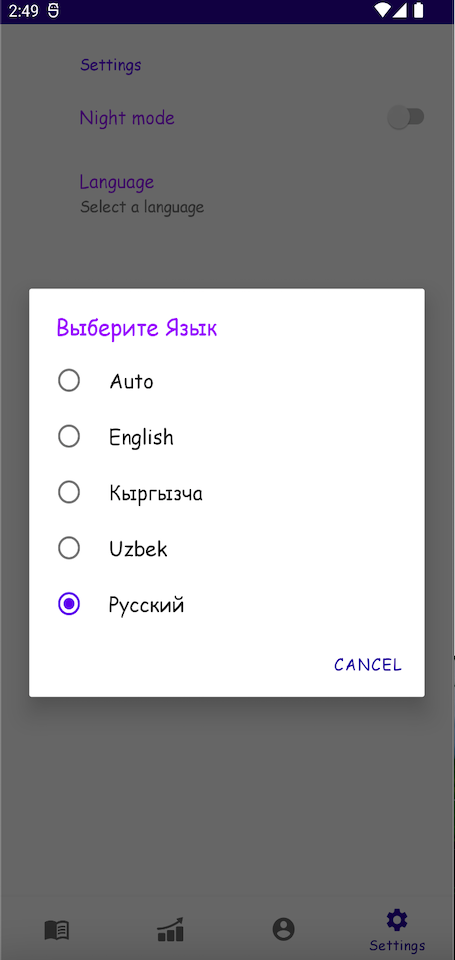 2:49
Settings
Night mode
Language
Select a language
Выберите Язык
Auto
English
Кыргызча
Uzbek
Русский
CANCEL
Settings